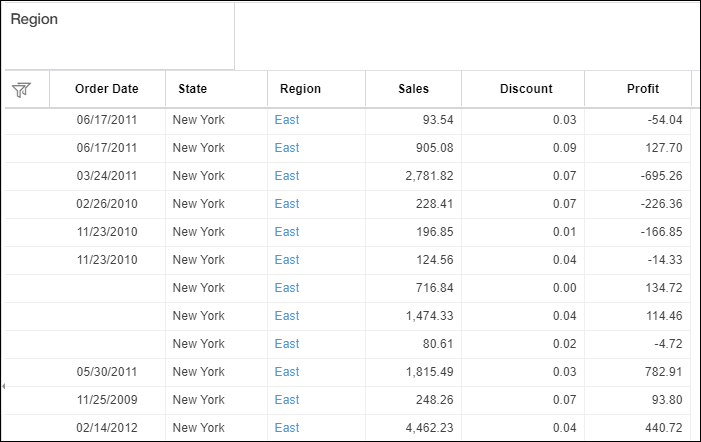 Region
Order Date State Region Sales Discount Profit
06/17/2011 New York East 93.54 0.03 -54.04
06/17/2011 New York East 905.08 0.09 127.70
03/24/2011 New York East 2,781.82 0.07 -695.26
02/26/2010 New York East 228.41 0.07 -226.36
11/23/2010 New York East 196.85 0.01 -166.85
11/23/2010 New York East 124.56 0.04 -14.33
New York East 716.84 0.00 134.72
New York East 1,474.33 0.04 114.46
New York East 80.61 0.02 -4.72
05/30/2011 New York East 1,815.49 0.03 782.91
11/25/2009 New York East 248.26 0.07 93.80
02/14/2012 New York East 4,462.23 0.04 440.72